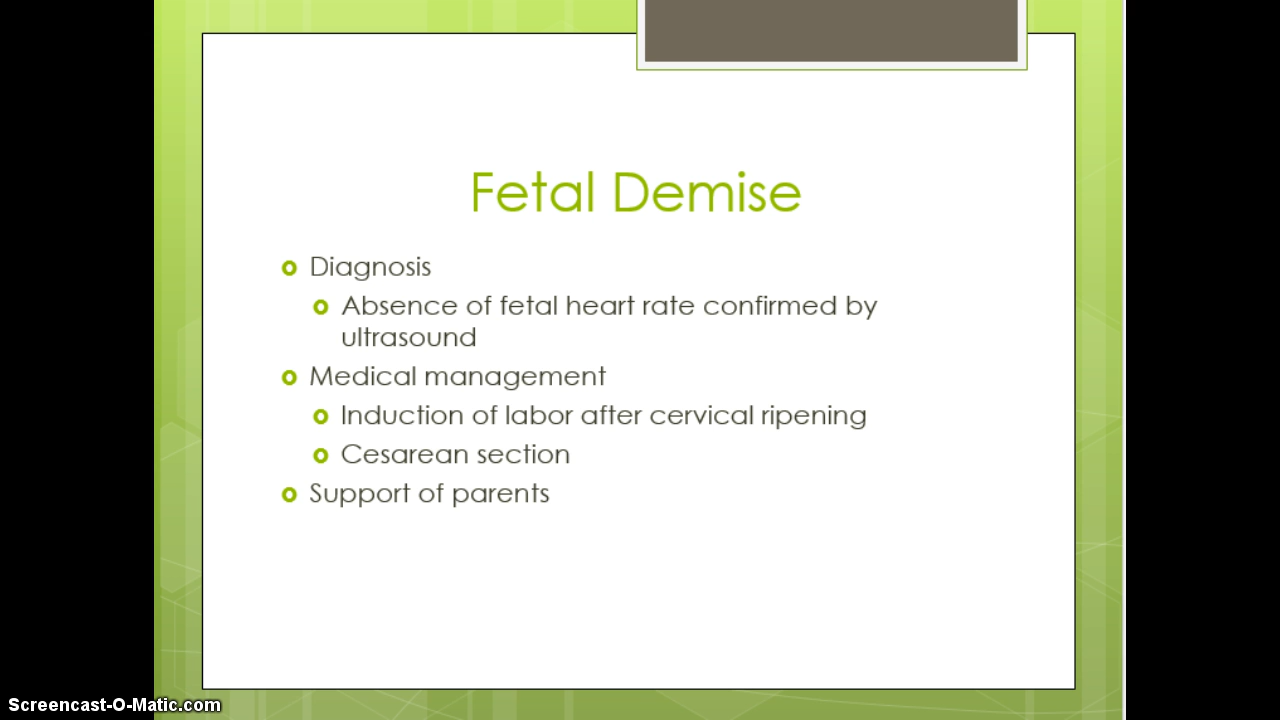 Fetal Demise
Diagnosis
Absence of fetal heart rate confirmed by
ultrasound
Medical management
Induction of labor after cervical ripening
Cesarean section
Support of parents
Screencast-O-Matic.com